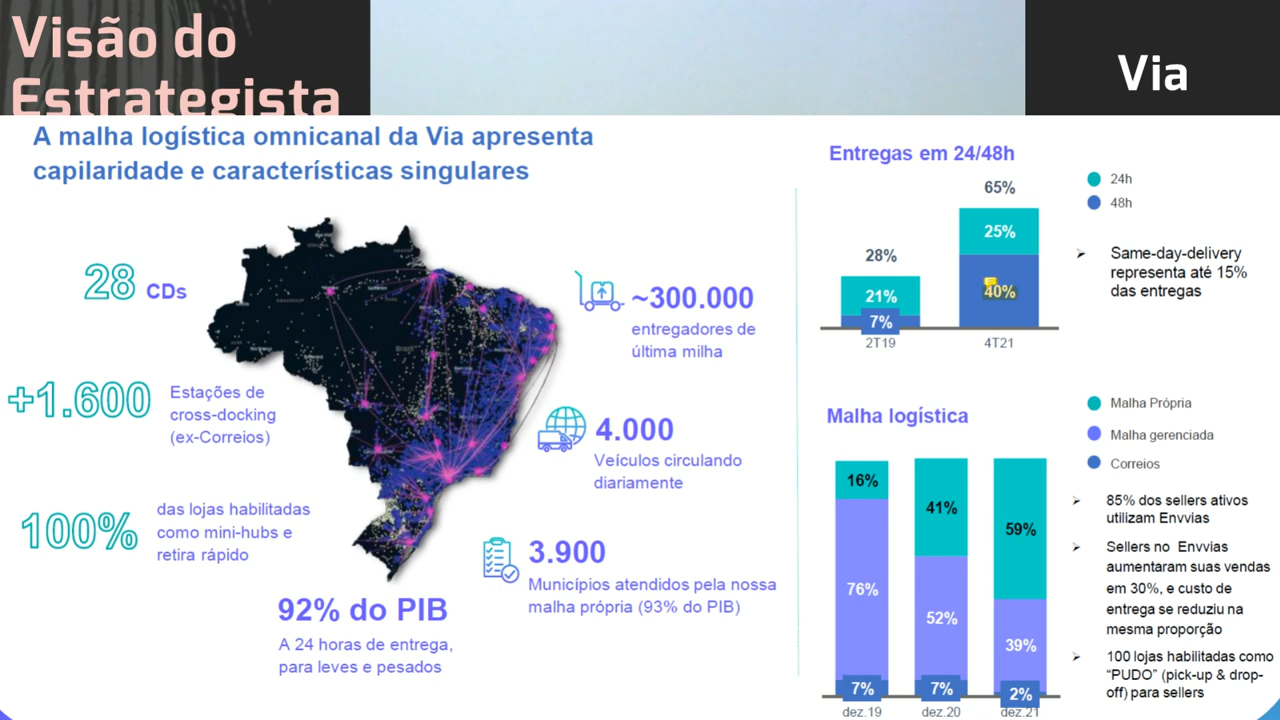 Visão do
Estrategista
Via
A malha logística omnicanal da Via apresenta
capilaridade e características singulares
28 CDs
+1.600
Estações de
cross-docking
(ex-Correios)
100%
das lojas habilitadas
como mini-hubs e
retira rápido
92% do PIB
A 24 horas de entrega,
para leves e pesados
~300.000
entregadores de
última milha
4.000
Veículos circulando
diariamente
3.900
Municípios atendidos pela nossa
malha própria (93% do PIB)
Entregas em 24/48h
24h
48h
65%
25%
40%
28%
21%
7%
2T19
4T21
Same-day-delivery
representa até 15%
das entregas
Malha logística
Malha Própria
Malha gerenciada
Correios
16%
76%
7%
41%
52%
7%
59%
39%
2%
dez.19
dez.20
dez.21
85% dos sellers ativos
utilizam Envvias
Sellers no Envvias
aumentaram suas vendas
em 30%, e custo de
entrega se reduziu na
mesma proporção
100 lojas habilitadas como
“PUDO” (pick-up & drop-
off) para sellers